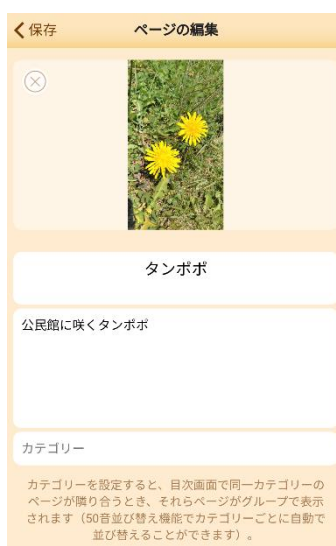 保存
ページの編集
タンポポ
公民館に咲くタンポポ
カテゴリー
カテゴリーを設定すると、目次画面で同一カテゴリーの
ページが隣り合うとき、それらページがグループで表示
されます（50音並び替え機能でカテゴリーごとに自動で
並び替えることができます）。